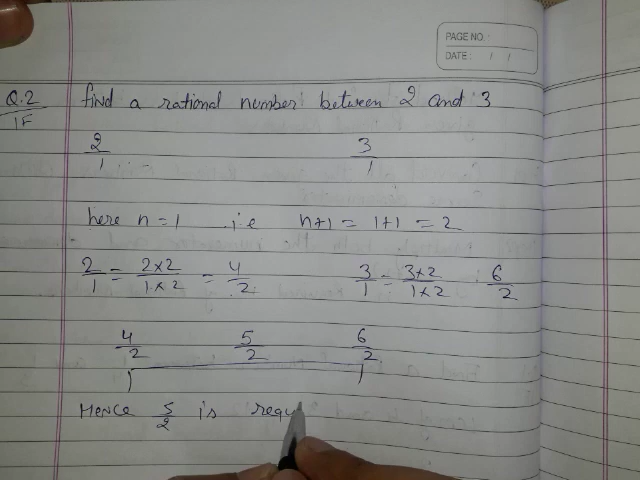 PAGE NO.:
DATE: / /
Q.2 find a rational number between 2 and 3
1F
2/1 3/1
here n=1 i.e n+1 = 1+1 = 2
2/1 = 2×2/1×2 = 4/2 3/1 = 3×2/1×2 6/2
4/2 5/2 6/2
Hence 5/2 is requ